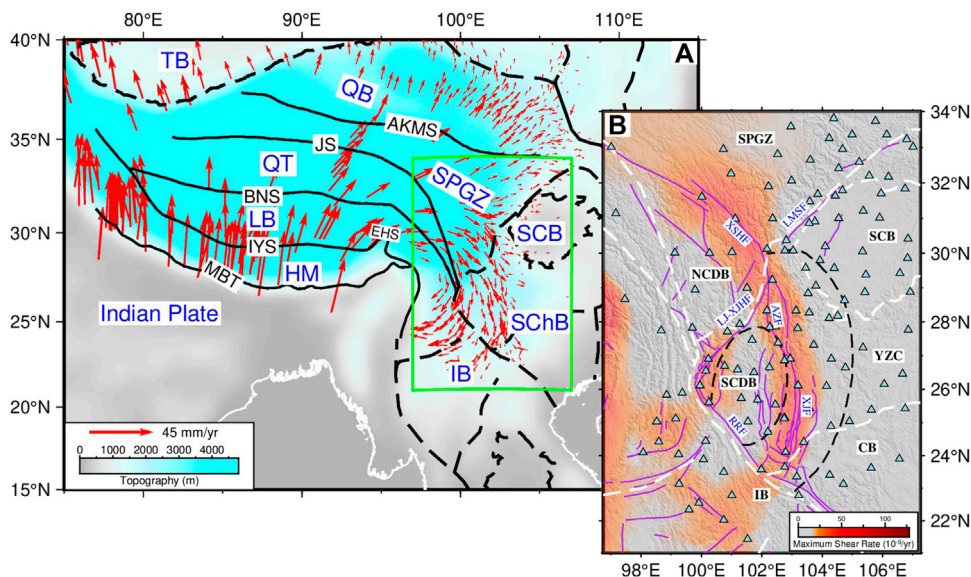 80°E 90°E 100°E 110°E
40°N
A
TB
QB
35°N
JS
AKMS
QT
SPGZ
BNS
30°N
LB
SCB
IYS
EHS
MBT
HM
Indian Plate
25°N
SChB
IB
20°N
45 mm/yr
0 1000 2000 3000 4000
Topography (m)
15°N
B
34°N
SPGZ
32°N
XSHF
LMSF
SCB
30°N
NCDB
LJ-XJHF
AZF
28°N
YZC
SCDB
26°N
RRF
XJF
CB
24°N
IB
0 50 100
Maximum Shear Rate (10⁻⁹/yr)
22°N
98°E 100°E 102°E 104°E 106°E